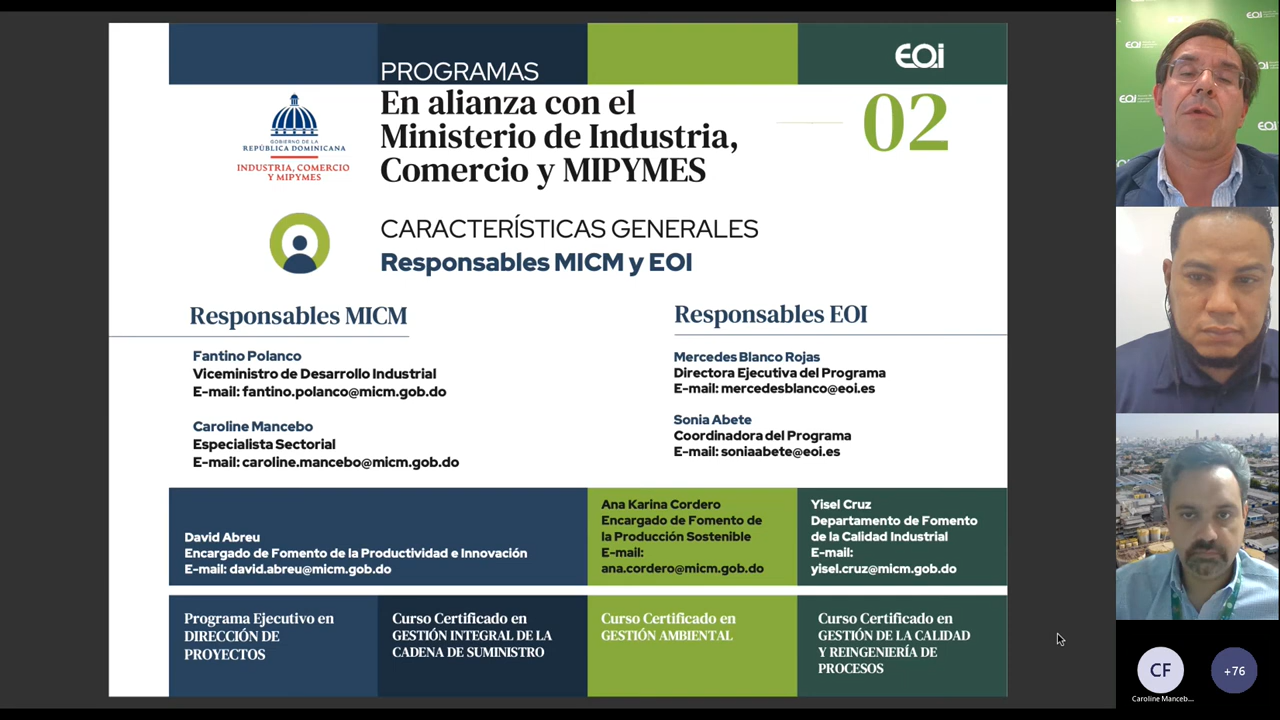 EOi
PROGRAMAS
En alianza con el
Ministerio de Industria,
Comercio y MIPYMES
02
GOBIERNO DE LA
REPÚBLICA DOMINICANA
INDUSTRIA, COMERCIO
Y MIPYMES
CARACTERÍSTICAS GENERALES
Responsables MICM y EOI
Responsables MICM
Fantino Polanco
Viceministro de Desarrollo Industrial
E-mail: fantino.polanco@micm.gob.do
Caroline Mancebo
Especialista Sectorial
E-mail: caroline.mancebo@micm.gob.do
Responsables EOI
Mercedes Blanco Rojas
Directora Ejecutiva del Programa
E-mail: mercedesblanco@eoi.es
Sonia Abete
Coordinadora del Programa
E-mail: soniaabete@eoi.es
David Abreu
Encargado de Fomento de la Productividad e Innovación
E-mail: david.abreu@micm.gob.do
Ana Karina Cordero
Encargado de Fomento de
la Producción Sostenible
E-mail:
ana.cordero@micm.gob.do
Yisel Cruz
Departamento de Fomento
de la Calidad Industrial
E-mail:
yisel.cruz@micm.gob.do
Programa Ejecutivo en
DIRECCIÓN DE
PROYECTOS
Curso Certificado en
GESTIÓN INTEGRAL DE LA
CADENA DE SUMINISTRO
Curso Certificado en
GESTIÓN AMBIENTAL
Curso Certificado en
GESTIÓN DE LA CALIDAD
Y REINGENIERÍA DE
PROCESOS
EOi
EOi
EOi
EOi
CF
+76
Caroline Manceb...